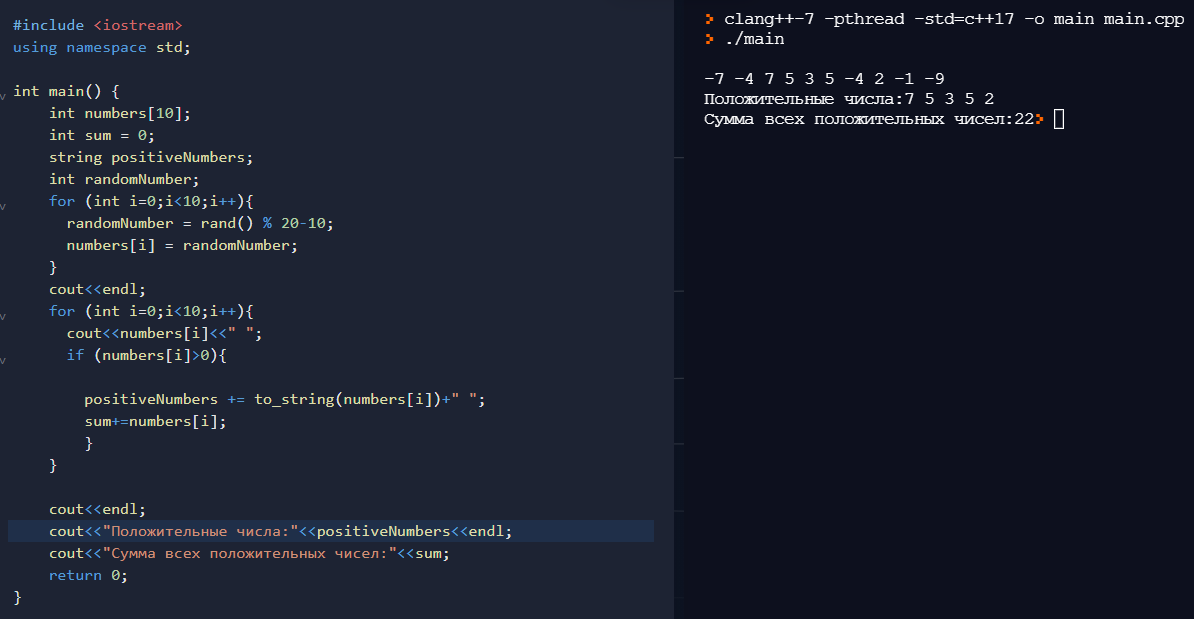 #include <iostream>
using namespace std;
int main() {
int numbers[10];
int sum = 0;
string positiveNumbers;
int randomNumber;
for (int i=0;i<10;i++){
randomNumber = rand() % 20-10;
numbers[i] = randomNumber;
}
cout<<endl;
for (int i=0;i<10;i++){
cout<<numbers[i]<<" ";
if (numbers[i]>0){
positiveNumbers += to_string(numbers[i])+" ";
sum+=numbers[i];
}
}
cout<<endl;
cout<<"Положительные числа:"<<positiveNumbers<<endl;
cout<<"Сумма всех положительных чисел:"<<sum;
return 0;
}
clang++-7 -pthread -std=c++17 -o main main.cpp
./main
-7 -4 7 5 3 5 -4 2 -1 -9
Положительные числа:7 5 3 5 2
Сумма всех положительных чисел:22